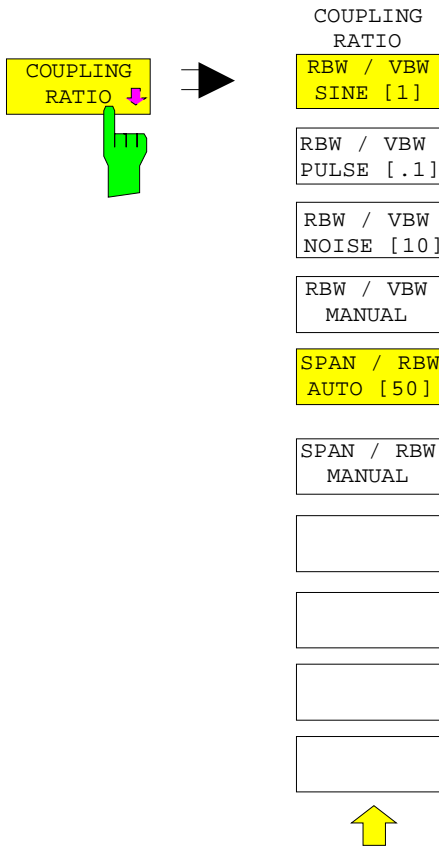 COUPLING
RATIO
COUPLING
RATIO
RBW / VBW
SINE [1]
RBW / VBW
PULSE [.1]
RBW / VBW
NOISE [10]
RBW / VBW
MANUAL
SPAN / RBW
AUTO [50]
SPAN / RBW
MANUAL